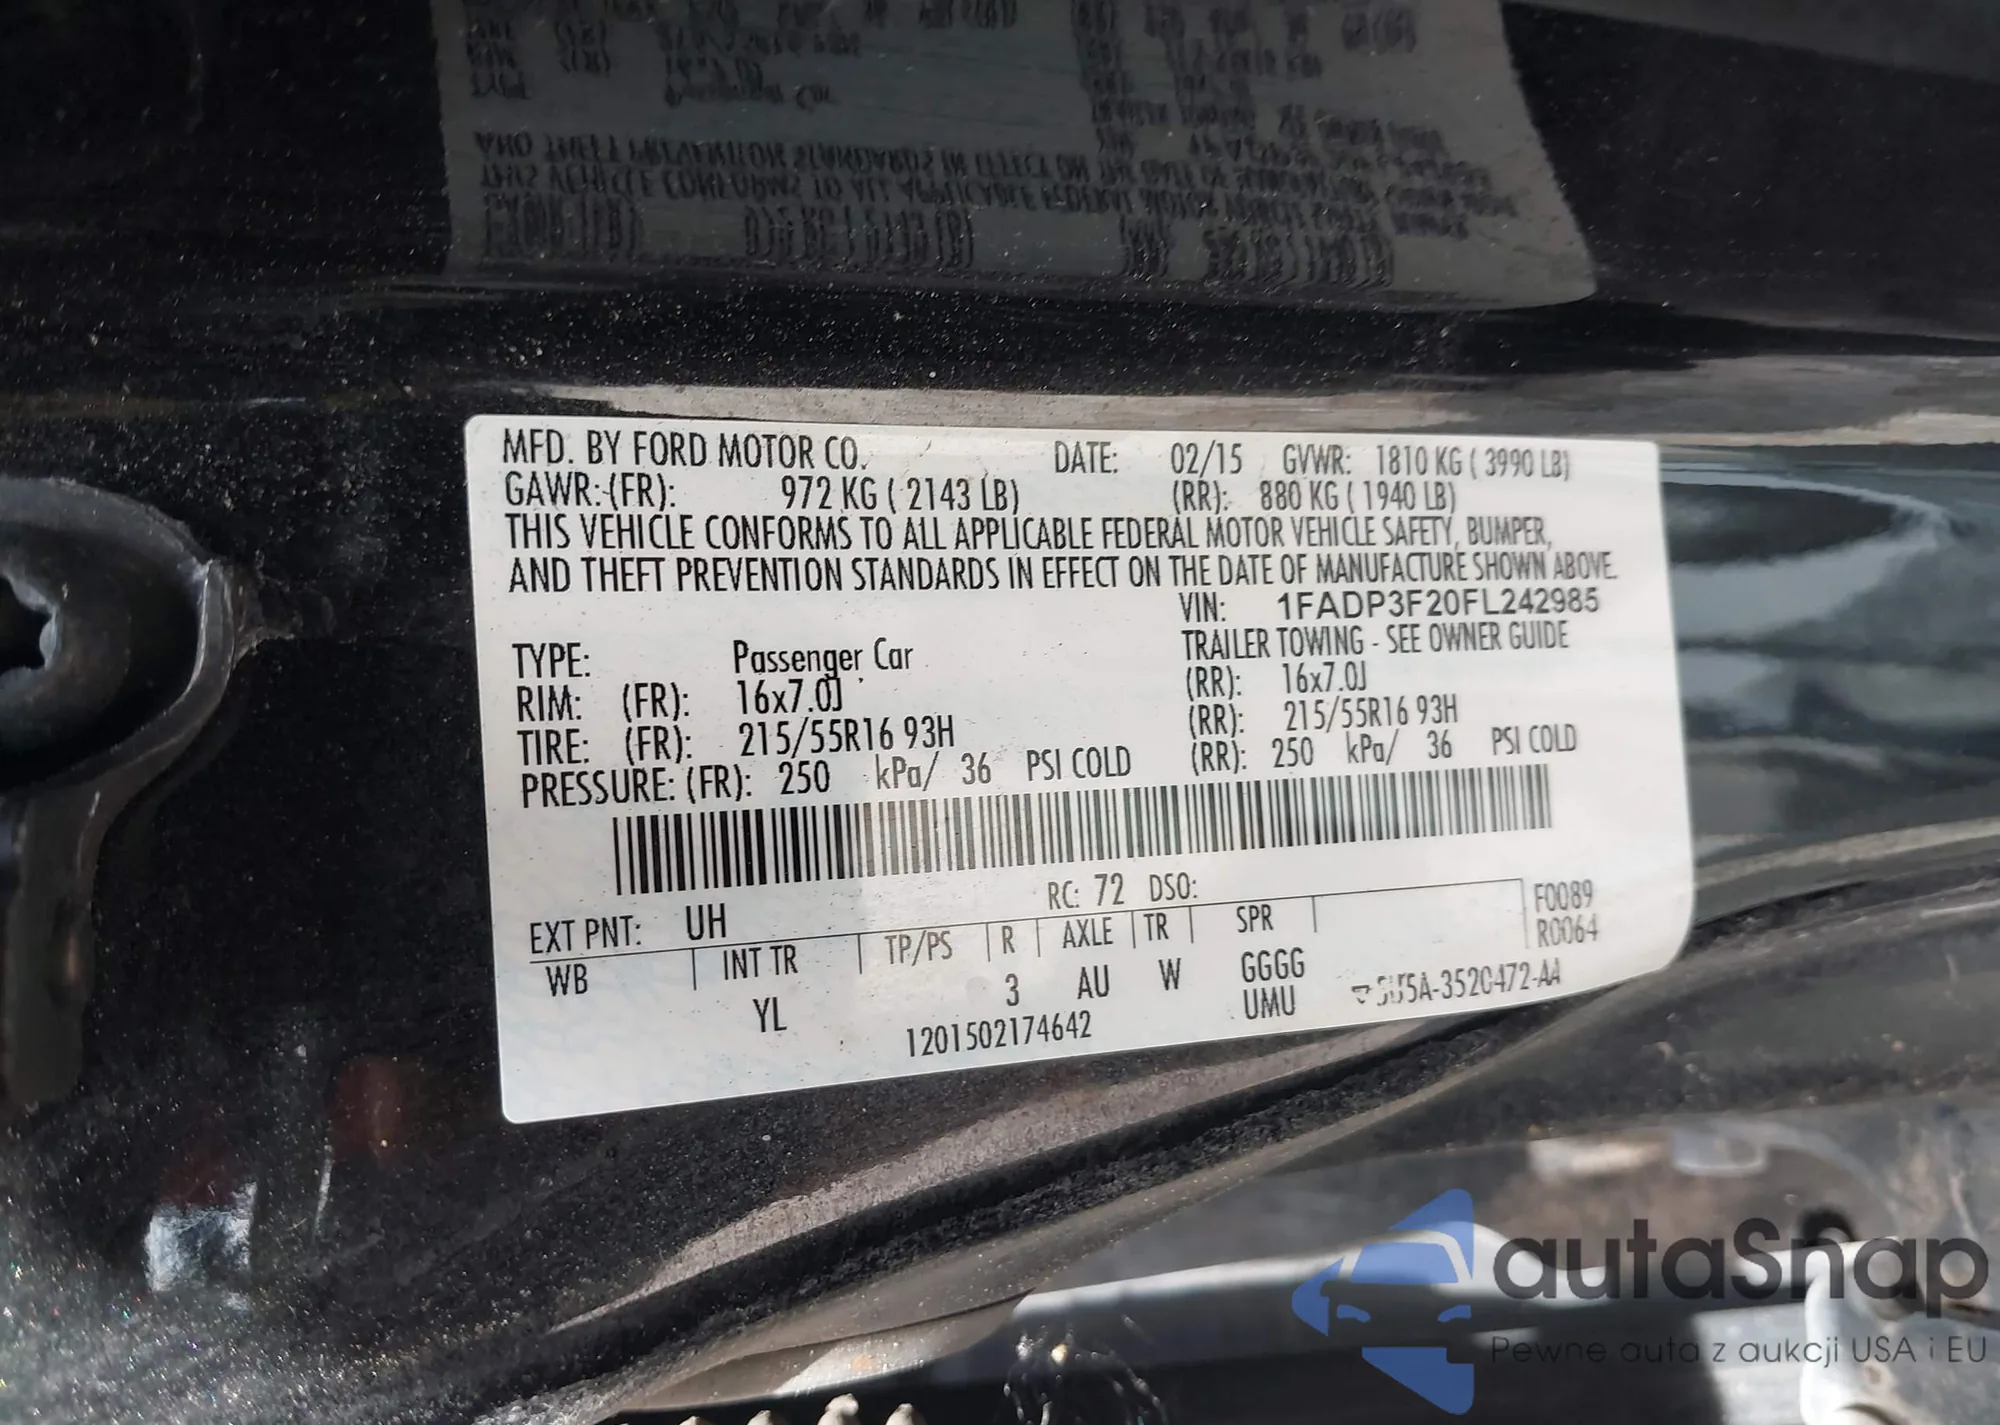 MFD. BY FORD MOTOR CO. DATE: 02/15 GVWR: 1810 KG ( 3990 LB)
GAWR:(FR): 972 KG ( 2143 LB) (RR): 880 KG ( 1940 LB)
THIS VEHICLE CONFORMS TO ALL APPLICABLE FEDERAL MOTOR VEHICLE SAFETY, BUMPER,
AND THEFT PREVENTION STANDARDS IN EFFECT ON THE DATE OF MANUFACTURE SHOWN ABOVE.
VIN: 1FADP3F20FL242985
TYPE: Passenger Car TRAILER TOWING - SEE OWNER GUIDE
RIM: (FR): 16x7.0J (RR): 16x7.0J
TIRE: (FR): 215/55R16 93H (RR): 215/55R16 93H
PRESSURE: (FR): 250 kPa/ 36 PSI COLD (RR): 250 kPa/ 36 PSI COLD
RC: 72 DSO: F0089
EXT PNT: UH R0064
WB INT TR TP/PS R AXLE TR SPR
YL 3 AU W GGGG
UMU
1201502174642
autaSnap
Pewne auta z aukcji USA i EU